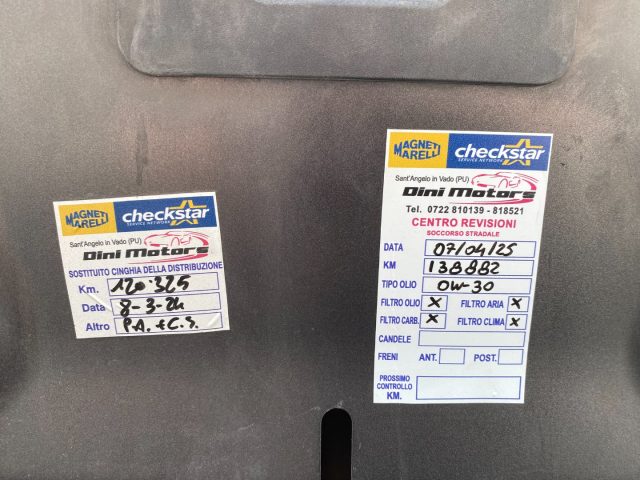 MAGNETI MARELLI
checkstar
SERVICE NETWORK
Sant'Angelo in Vado (PU)
Dini Motors
SOSTITUITO CINGHIA DELLA DISTRIBUZIONE
Km. 120.325
Data 8-3-24
Altro P.A. + C.S.
MAGNETI MARELLI
checkstar
SERVICE NETWORK
Sant'Angelo in Vado (PU)
Dini Motors
Tel. 0722 810139 - 818521
CENTRO REVISIONI
SOCCORSO STRADALE
DATA 07/04/25
KM 138882
TIPO OLIO 0W-30
FILTRO OLIO X FILTRO ARIA X
FILTRO CARB. X FILTRO CLIMA X
CANDELE
FRENI ANT. POST.
PROSSIMO
CONTROLLO
KM.